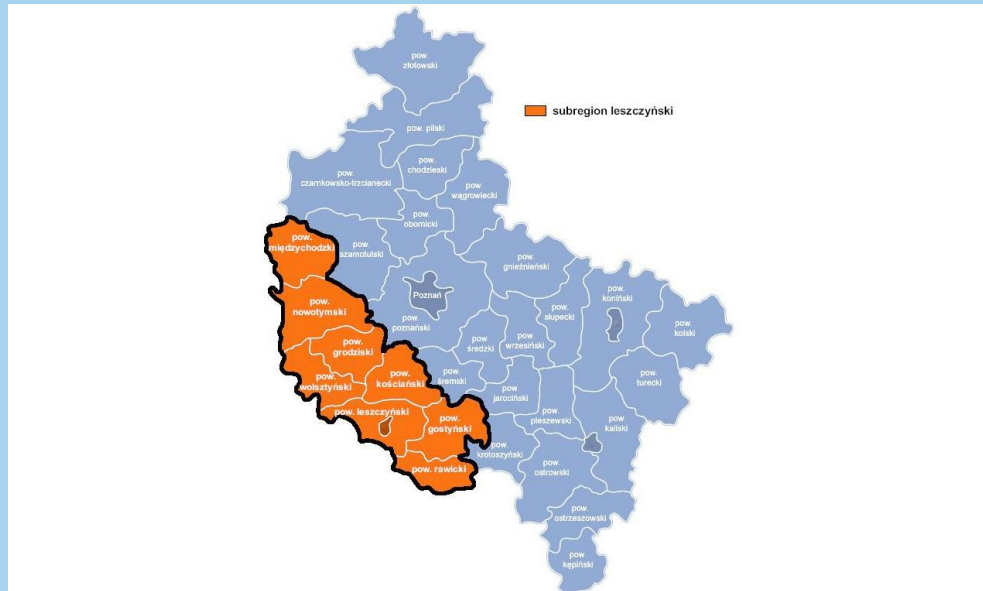 pow.
złotowski
subregion leszczyński
pow. pilski
pow.
chodzieski
pow.
czarnkowsko-trzcianecki
pow.
wągrowiecki
pow.
obornicki
pow.
międzychodzki
pow.
szamotulski
pow.
gnieźnieński
pow.
nowotymski
Poznań
pow.
poznański
pow.
słupecki
pow.
koniński
pow.
kolski
pow.
grodziski
pow.
średzki
pow.
wrzesiński
pow.
wolsztyński
pow.
kościański
pow.
śremski
pow.
jarociński
pow.
turecki
pow. leszczyński
pow.
gostyński
pow.
pleszewski
pow.
kaliski
pow.
krotoszyński
pow. rawicki
pow.
ostrowski
pow.
ostrzeszowski
pow.
kępiński